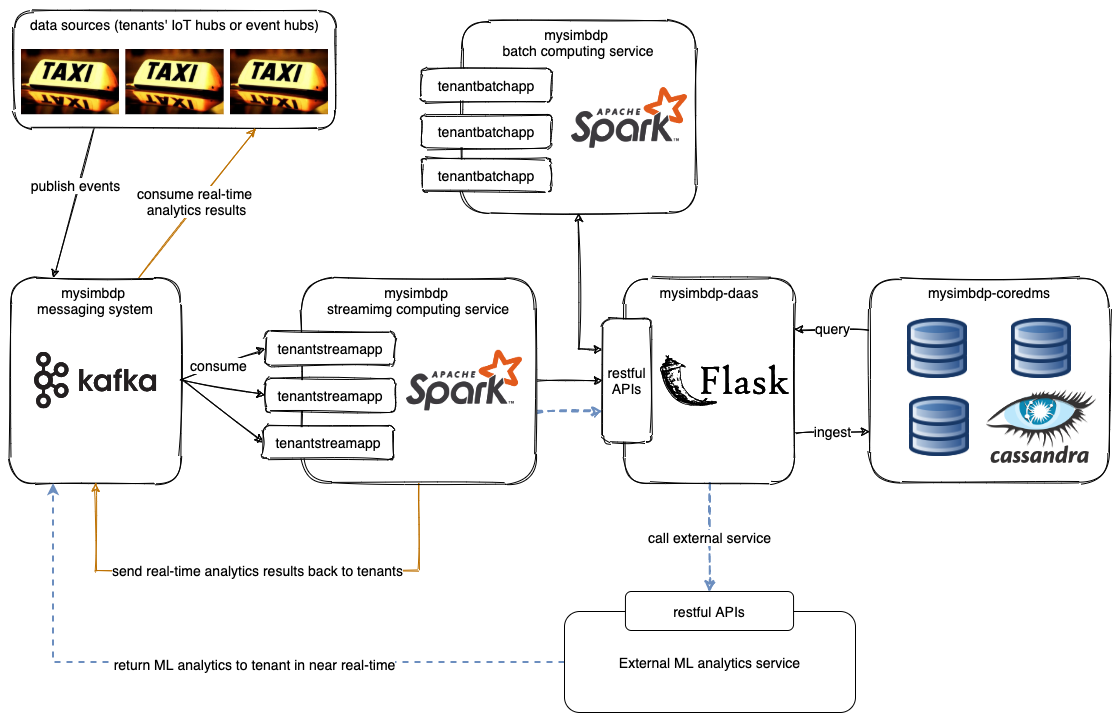 data sources (tenants' IoT hubs or event hubs)
TAXI
TAXI
TAXI
mysimbdp
batch computing service
tenantbatchapp
tenantbatchapp
tenantbatchapp
APACHE
Spark™
publish events
consume real-time
analytics results
mysimbdp
messaging system
kafka
consume
mysimbdp
streamimg computing service
tenantstreamapp
tenantstreamapp
tenantstreamapp
APACHE
Spark™
mysimbdp-daas
restful
APIs
Flask
query
ingest
mysimbdp-coredms
cassandra
send real-time analytics results back to tenants
call external service
restful APIs
External ML analytics service
return ML analytics to tenant in near real-time